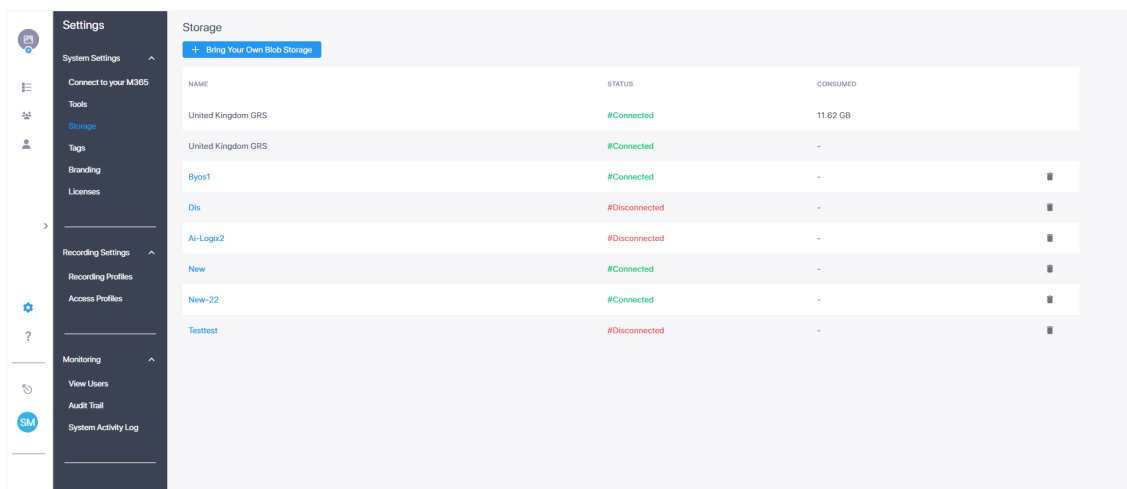 Settings
System Settings
Connect to your M365
Tools
Storage
Tags
Branding
Licenses
Recording Settings
Recording Profiles
Access Profiles
Monitoring
View Users
Audit Trail
System Activity Log
?
SM
Storage
+ Bring Your Own Blob Storage
NAME STATUS CONSUMED
United Kingdom GRS #Connected 11.62 GB
United Kingdom GRS #Connected -
Byos1 #Connected -
Dis #Disconnected -
Ai-Logix2 #Disconnected -
New #Connected -
New-22 #Connected -
Testtest #Disconnected -